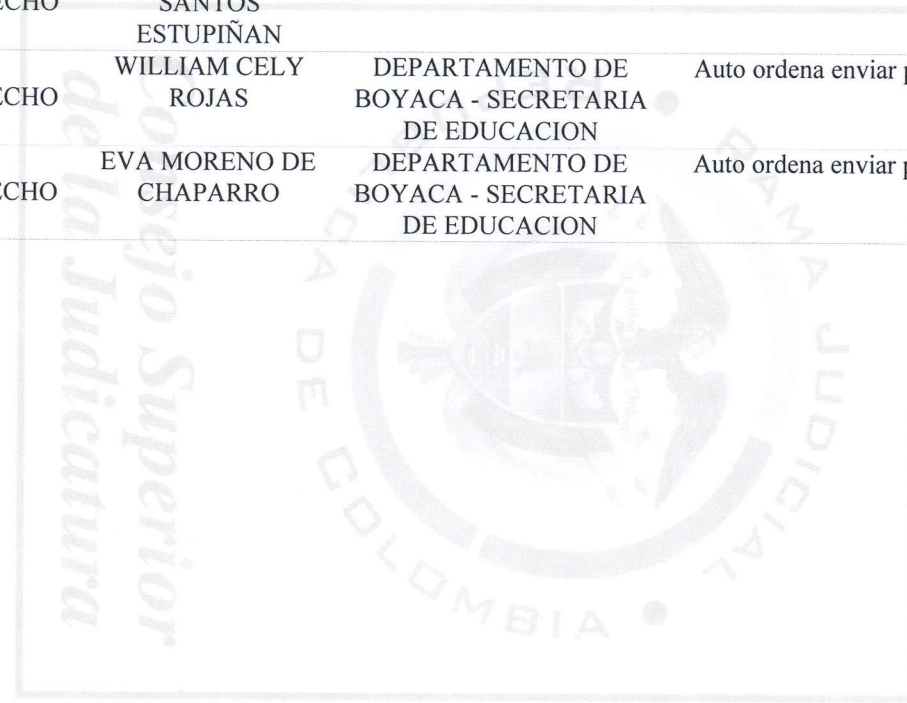 ECHO SANTOS
ESTUPIÑAN
WILLIAM CELY DEPARTAMENTO DE Auto ordena enviar p
ECHO ROJAS BOYACA - SECRETARIA
DE EDUCACION
EVA MORENO DE DEPARTAMENTO DE Auto ordena enviar p
ECHO CHAPARRO BOYACA - SECRETARIA
DE EDUCACION
Consejo Superior
de la Judicatura
REPUBLICA DE COLOMBIA
RAMA JUDICIAL